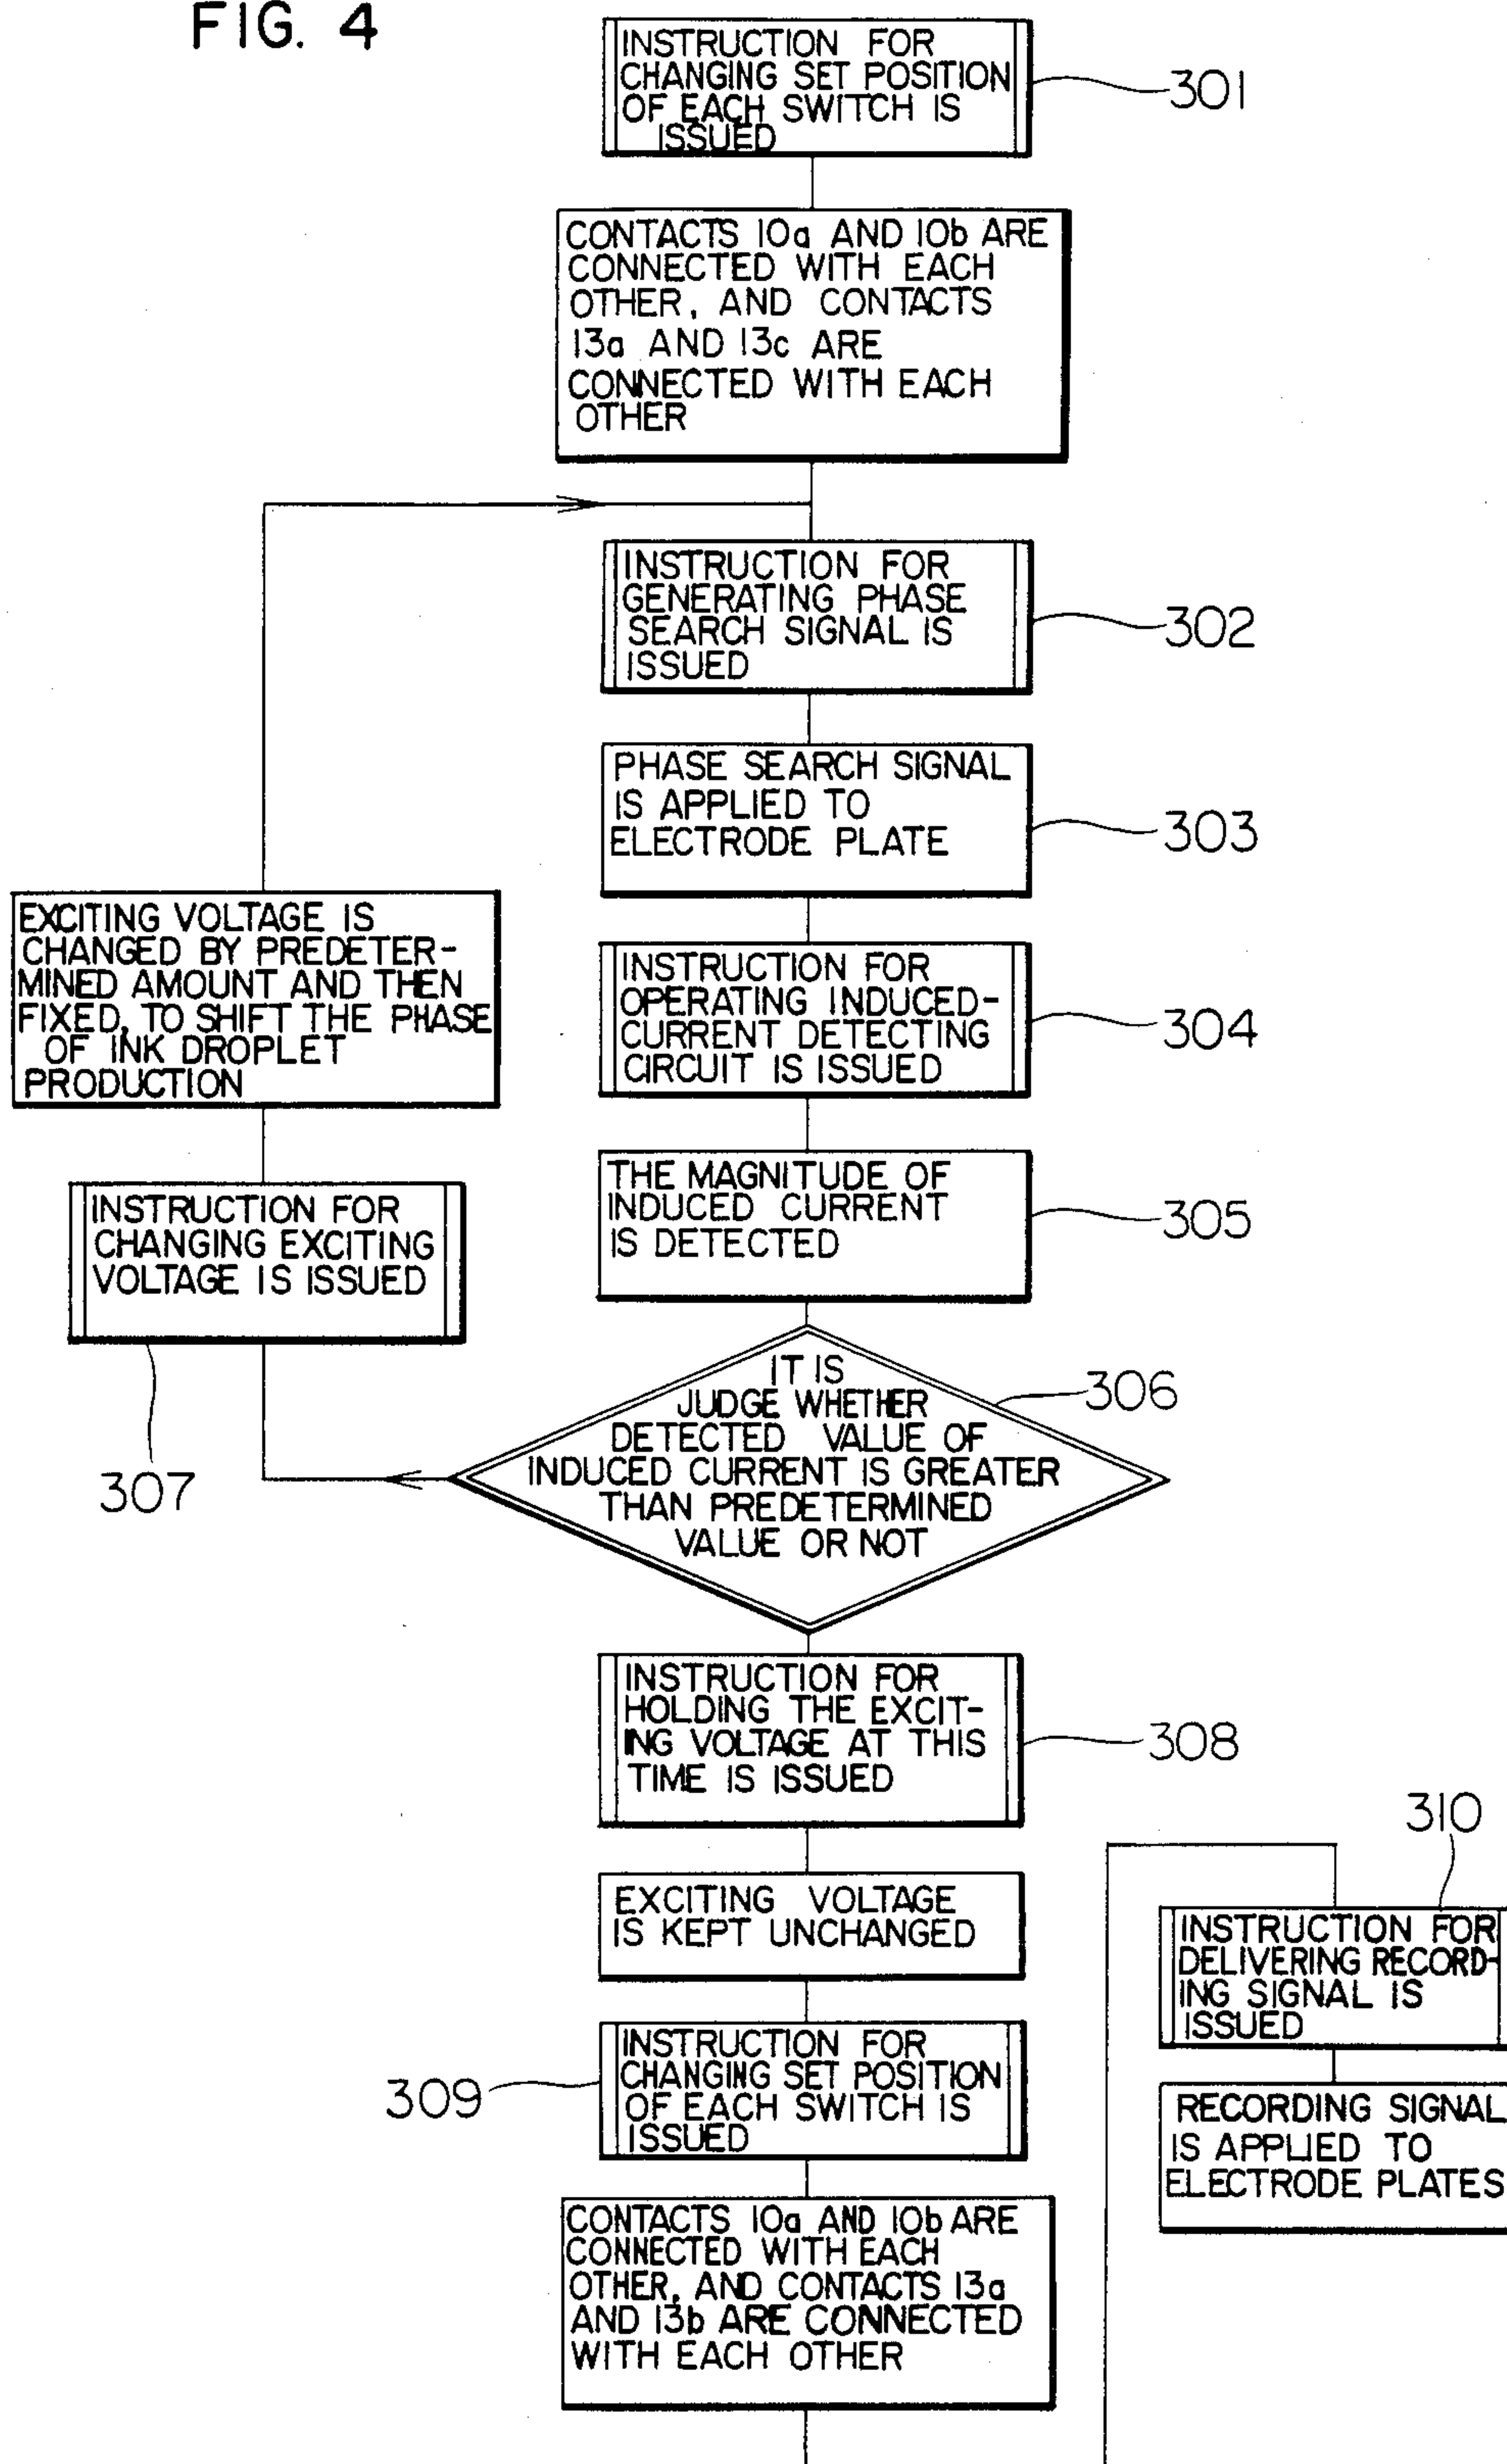 FIG. 4
INSTRUCTION FOR
CHANGING SET POSITION
OF EACH SWITCH IS
ISSUED
301
CONTACTS 10a AND 10b ARE
CONNECTED WITH EACH
OTHER, AND CONTACTS
13a AND 13c ARE
CONNECTED WITH EACH
OTHER
INSTRUCTION FOR
GENERATING PHASE
SEARCH SIGNAL IS
ISSUED
302
PHASE SEARCH SIGNAL
IS APPLIED TO
ELECTRODE PLATE
303
EXCITING VOLTAGE IS
CHANGED BY PREDETER-
MINED AMOUNT AND THEN
FIXED, TO SHIFT THE PHASE
OF INK DROPLET
PRODUCTION
INSTRUCTION FOR
OPERATING INDUCED-
CURRENT DETECTING
CIRCUIT IS ISSUED
304
THE MAGNITUDE OF
INDUCED CURRENT
IS DETECTED
305
INSTRUCTION FOR
CHANGING EXCITING
VOLTAGE IS ISSUED
307
IT IS
JUDGE WHETHER
DETECTED VALUE OF
INDUCED CURRENT IS GREATER
THAN PREDETERMINED
VALUE OR NOT
306
INSTRUCTION FOR
HOLDING THE EXCIT-
ING VOLTAGE AT THIS
TIME IS ISSUED
308
EXCITING VOLTAGE
IS KEPT UNCHANGED
INSTRUCTION FOR
CHANGING SET POSITION
OF EACH SWITCH IS
ISSUED
309
CONTACTS 10a AND 10b ARE
CONNECTED WITH EACH
OTHER, AND CONTACTS 13a
AND 13b ARE CONNECTED
WITH EACH OTHER
310
INSTRUCTION FOR
DELIVERING RECORD-
ING SIGNAL IS
ISSUED
RECORDING SIGNAL
IS APPLIED TO
ELECTRODE PLATES